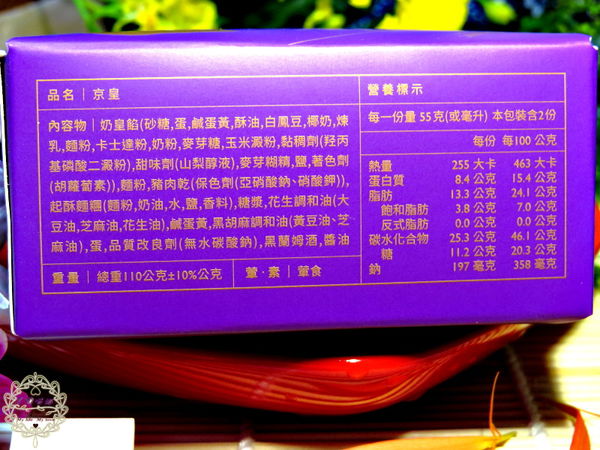 品名｜京皇
內容物｜奶皇餡(砂糖,蛋,鹹蛋黃,酥油,白鳳豆,椰奶,煉
乳,麵粉,卡士達粉,奶粉,麥芽糖,玉米澱粉,黏稠劑(羥丙
基磷酸二澱粉),甜味劑(山梨醇液),麥芽糊精,鹽,著色劑
(胡蘿蔔素)),麵粉,豬肉乾(保色劑(亞硝酸鈉、硝酸鉀)),
起酥麵糰(麵粉,奶油,水,鹽,香料),糖漿,花生調和油(大
豆油,芝麻油,花生油),鹹蛋黃,黑胡麻調和油(黃豆油、芝
麻油),蛋,品質改良劑(無水碳酸鈉),黑蘭姆酒,醬油
重量｜總重110公克±10%公克
葷·素｜葷食
營養標示
每一份量 55克(或毫升) 本包裝含2份
每份 每100公克
熱量 255 大卡 463 大卡
蛋白質 8.4 公克 15.4 公克
脂肪 13.3 公克 24.1 公克
飽和脂肪 3.8 公克 7.0 公克
反式脂肪 0.0 公克 0.0 公克
碳水化合物 25.3 公克 46.1 公克
糖 11.2 公克 20.3 公克
鈉 197 毫克 358 毫克